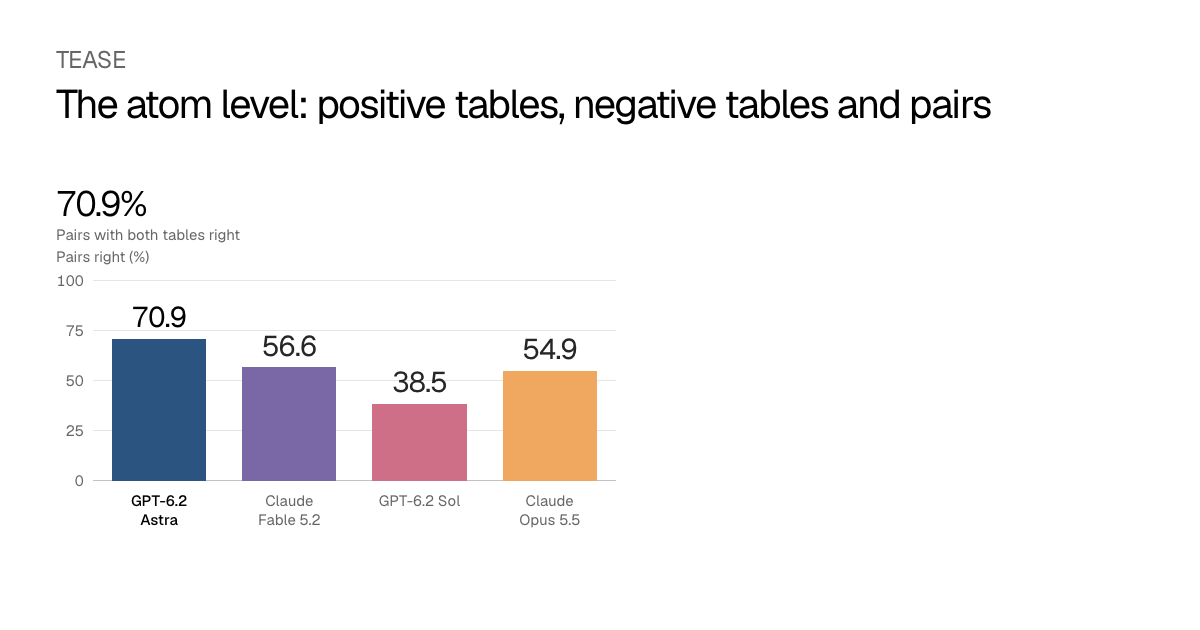 TEASE
The atom level: positive tables, negative tables and pairs
70.9%
Pairs with both tables right
Pairs right (%)
100
75
50
25
0
70.9
56.6
38.5
54.9
GPT-6.2
Astra
Claude
Fable 5.2
GPT-6.2 Sol
Claude
Opus 5.5